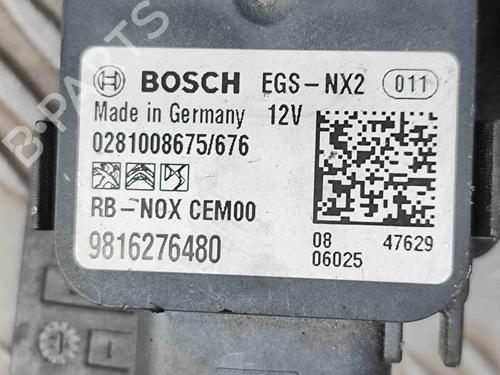 B-PARTS
BOSCH EGS-NX2 011
Made in Germany 12V
0281008675/676
RB-NOX CEM00
9816276480
08 47629
06025